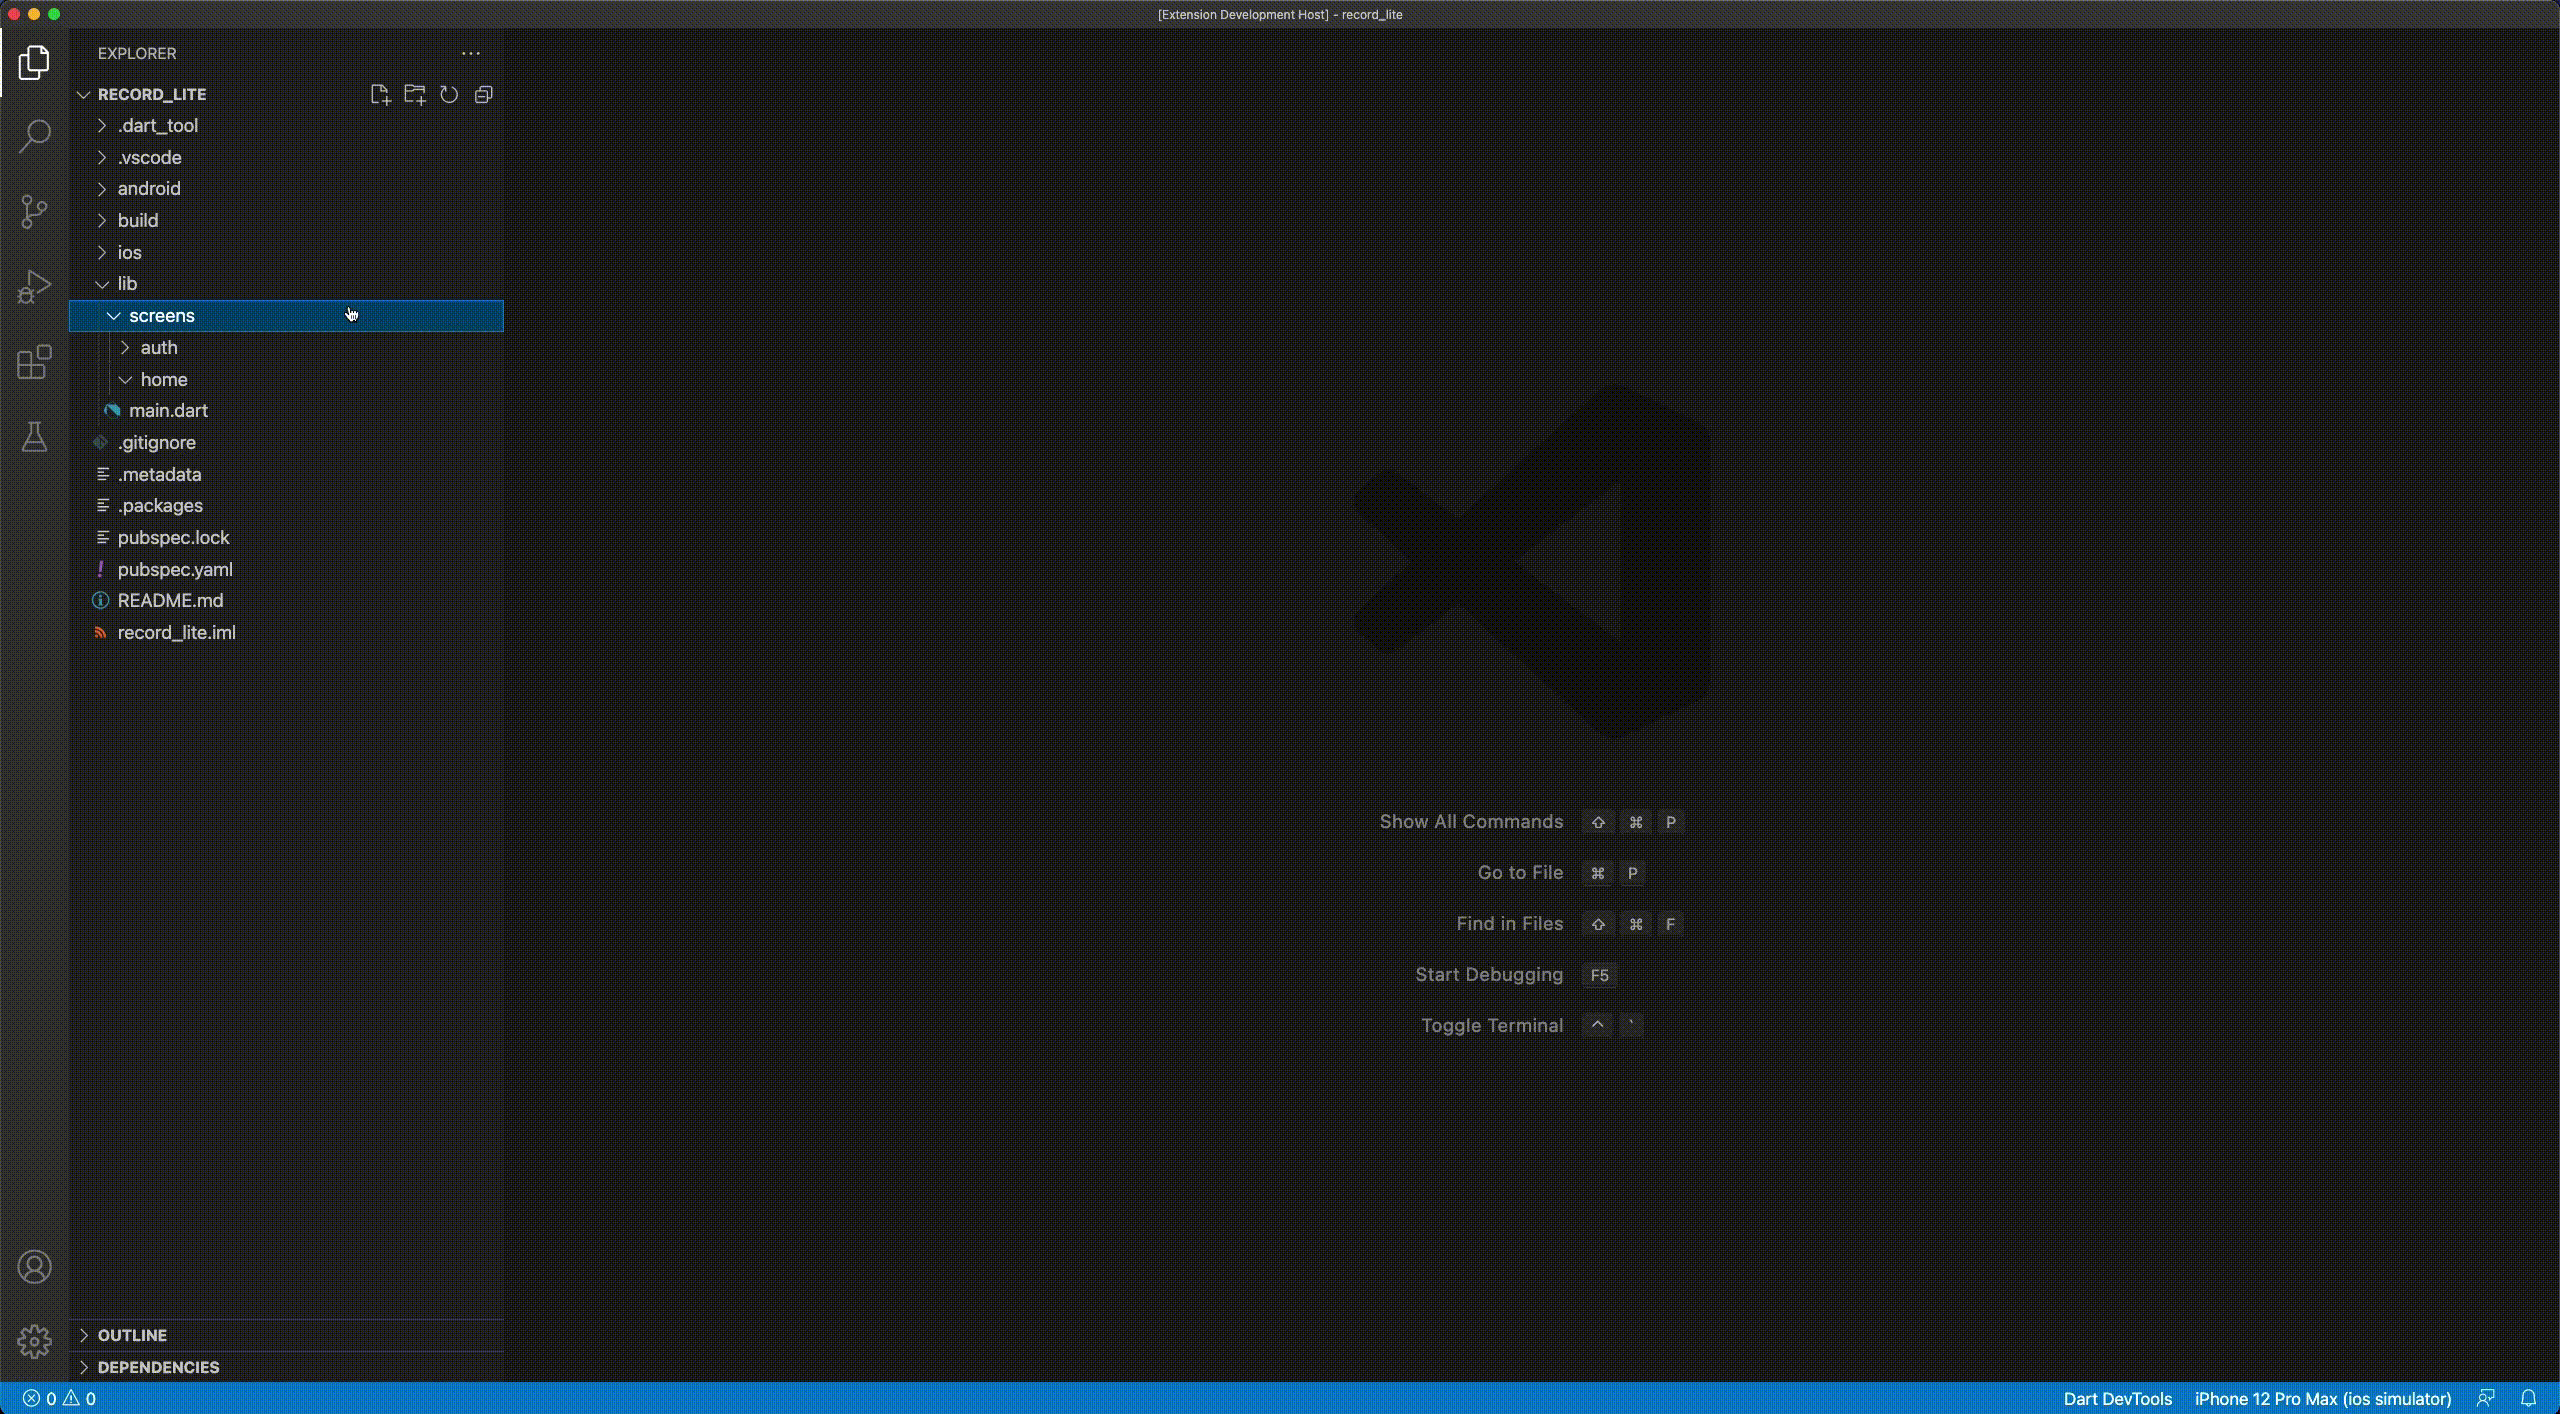 [Extension Development Host] - record_lite
EXPLORER
RECORD_LITE
.dart_tool
.vscode
android
build
ios
lib
screens
auth
home
main.dart
.gitignore
.metadata
.packages
pubspec.lock
pubspec.yaml
README.md
record_lite.iml
Show All Commands ⇧ ⌘ P
Go to File ⌘ P
Find in Files ⇧ ⌘ F
Start Debugging F5
Toggle Terminal ^ `
OUTLINE
DEPENDENCIES
0 0 Dart DevTools iPhone 12 Pro Max (ios simulator)